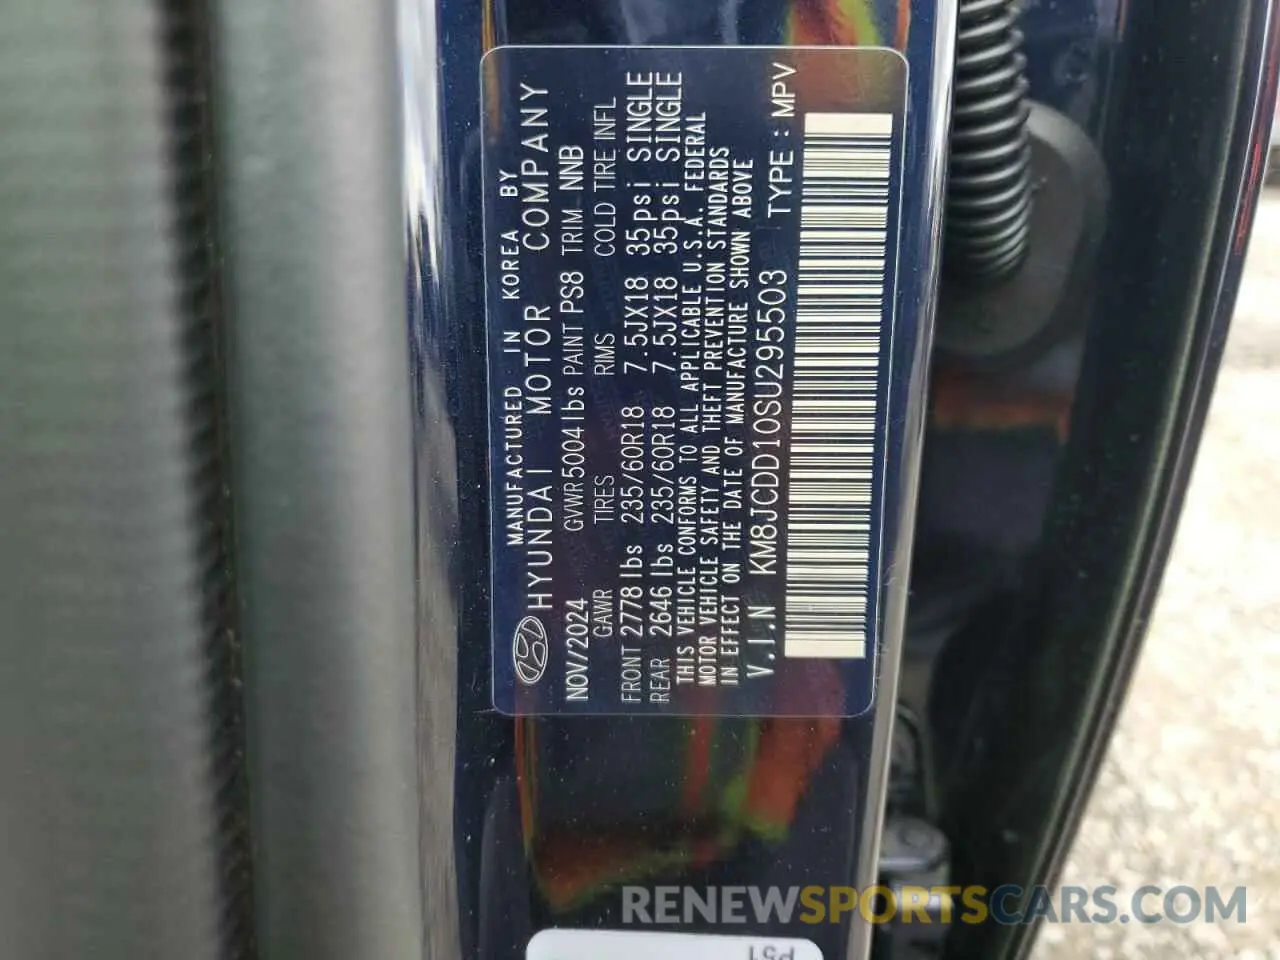 MANUFACTURED IN KOREA BY
HYUNDAI MOTOR COMPANY
NOV/2024 GVWR 5004 lbs PAINT PS8 TRIM NNB
GAWR TIRES RIMS COLD TIRE INFL
FRONT 2778 lbs 235/60R18 7.5JX18 35psi SINGLE
REAR 2646 lbs 235/60R18 7.5JX18 35psi SINGLE
THIS VEHICLE CONFORMS TO ALL APPLICABLE U.S.A. FEDERAL
MOTOR VEHICLE SAFETY AND THEFT PREVENTION STANDARDS
IN EFFECT ON THE DATE OF MANUFACTURE SHOWN ABOVE
V.I.N KM8JCDD10SU295503 TYPE : MPV
P51
RENEWSPORTSCARS.COM